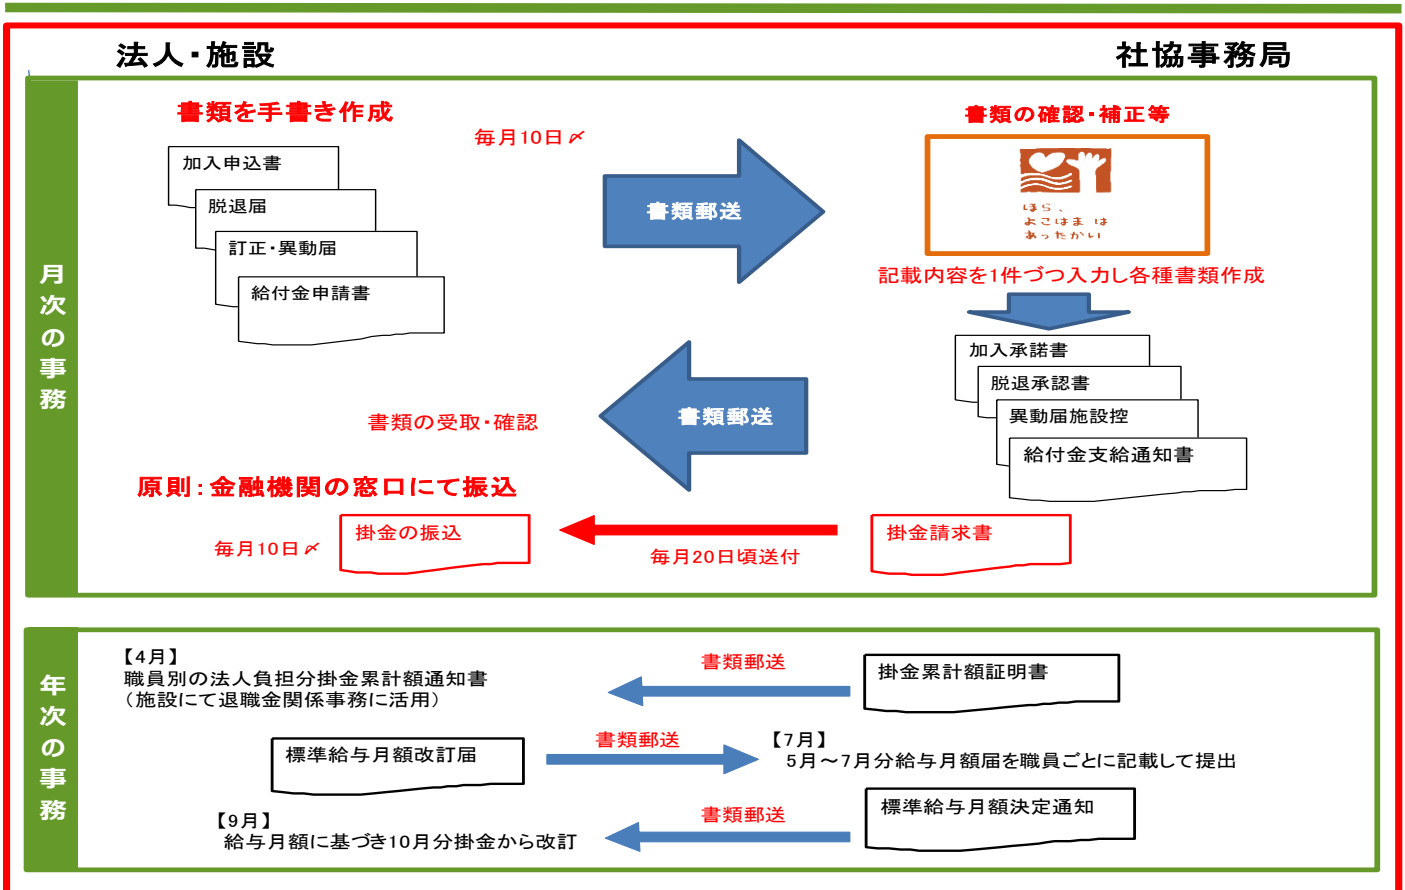 法人・施設
社協事務局
月次の事務
書類を手書き作成
毎月10日〆
書類の確認・補正等
加入申込書
脱退届
訂正・異動届
給付金申請書
書類郵送
ほら、
よこはま は
あったかい
記載内容を1件づつ入力し各種書類作成
加入承諾書
脱退承認書
異動届施設控
給付金支給通知書
書類郵送
書類の受取・確認
原則：金融機関の窓口にて振込
毎月10日〆
掛金の振込
毎月20日頃送付
掛金請求書
年次の事務
【4月】
職員別の法人負担分掛金累計額通知書
（施設にて退職金関係事務に活用）
書類郵送
掛金累計額証明書
標準給与月額改訂届
書類郵送
【7月】
5月～7月分給与月額届を職員ごとに記載して提出
【9月】
給与月額に基づき10月分掛金から改訂
書類郵送
標準給与月額決定通知